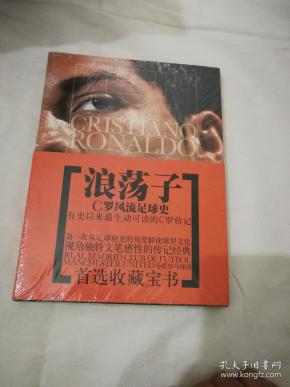 CRISTIANO
RONALDO
浪荡子
C罗风流足球史
有史以来最生动可读的C罗传记
第一次从足球艳史的角度解读球星文化
视角独特文笔感性的传记经典
REAL MADRID CLUB DE FUTBOL
MANCHESTER UNITED
首选收藏宝书
孔夫子旧书网